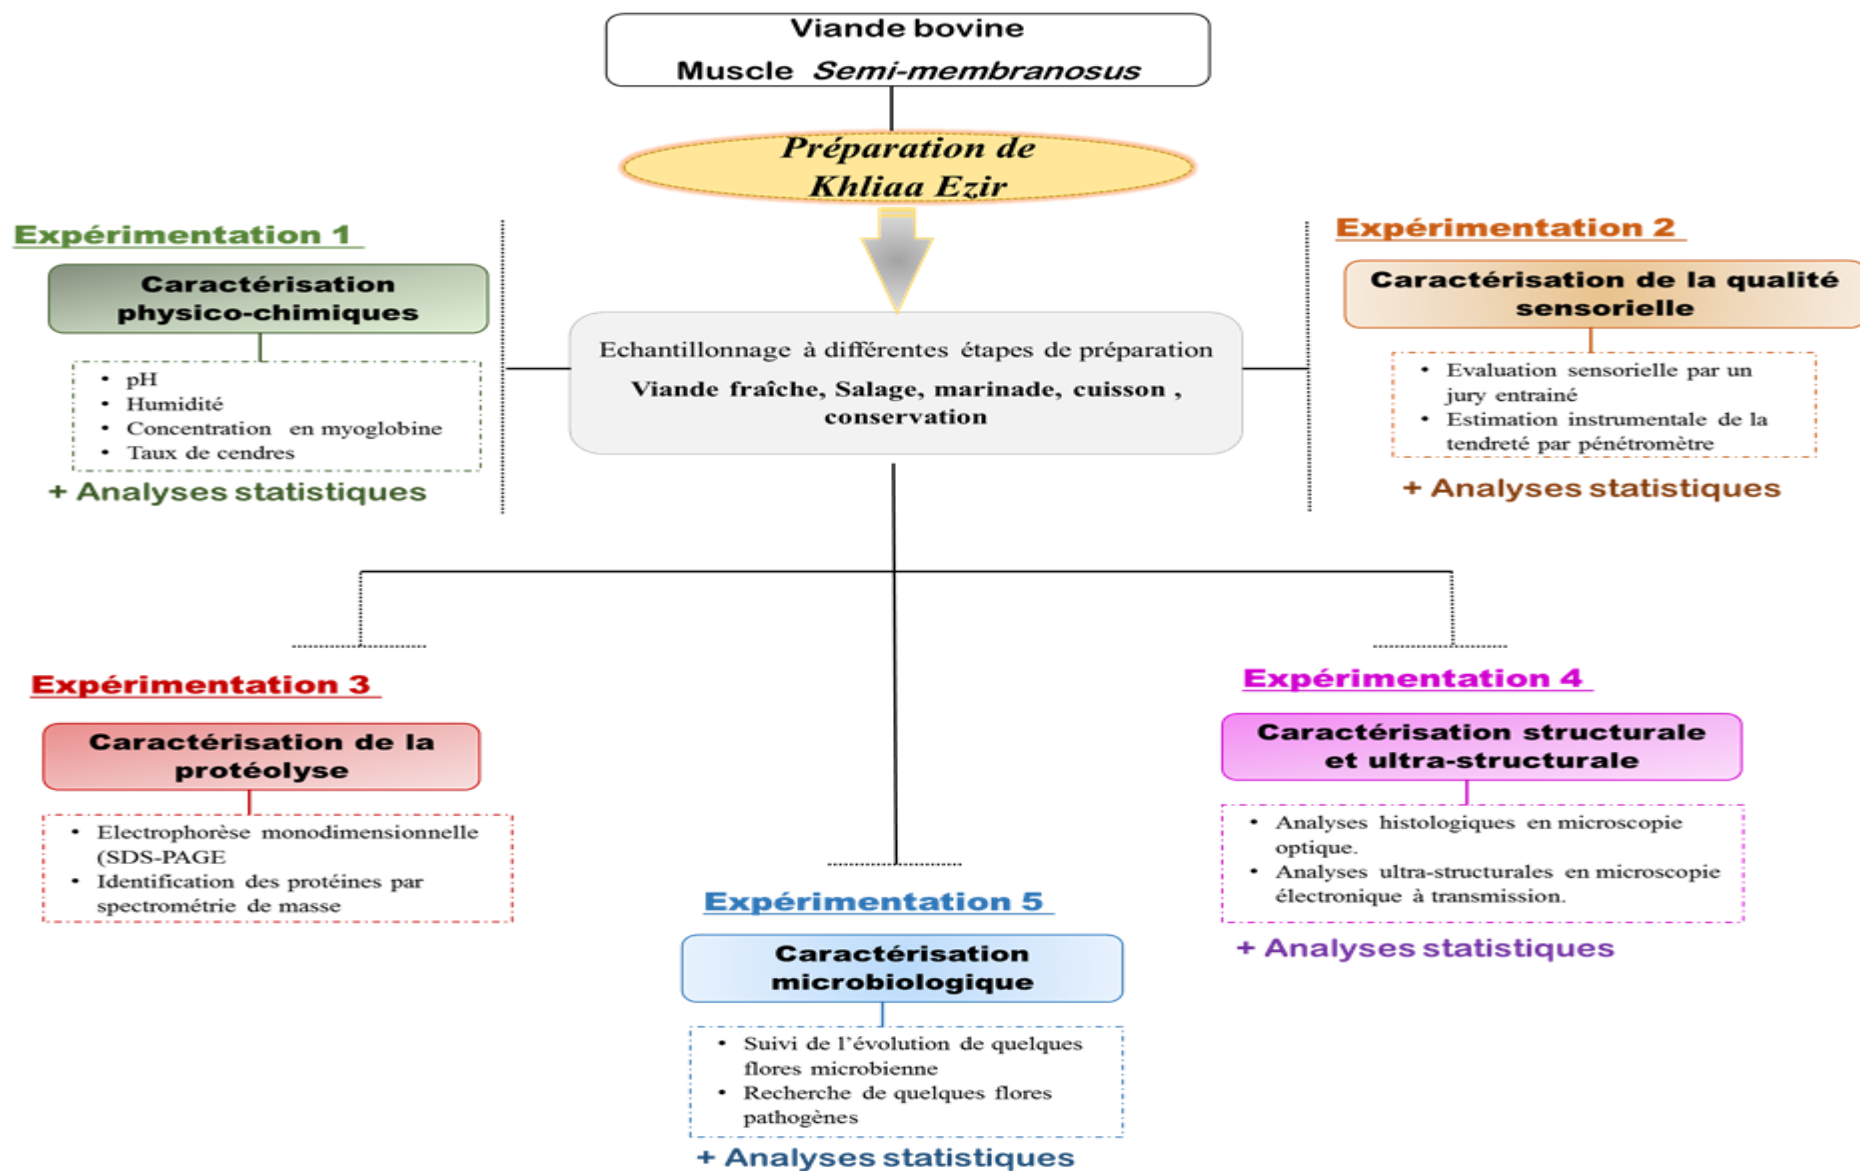 Viande bovine
Muscle Semi-membranosus
Préparation de
Khliaa Ezir
Expérimentation 1
Caractérisation
physico-chimiques
• pH
• Humidité
• Concentration en myoglobine
• Taux de cendres
+ Analyses statistiques
Echantillonnage à différentes étapes de préparation
Viande fraîche, Salage, marinade, cuisson ,
conservation
Expérimentation 2
Caractérisation de la qualité
sensorielle
• Evaluation sensorielle par un
jury entrainé
• Estimation instrumentale de la
tendreté par pénétromètre
+ Analyses statistiques
Expérimentation 3
Caractérisation de la
protéolyse
• Electrophorèse monodimensionnelle
(SDS-PAGE
• Identification des protéines par
spectrométrie de masse
Expérimentation 4
Caractérisation structurale
et ultra-structurale
• Analyses histologiques en microscopie
optique.
• Analyses ultra-structurales en microscopie
électronique à transmission.
+ Analyses statistiques
Expérimentation 5
Caractérisation
microbiologique
• Suivi de l'évolution de quelques
flores microbienne
• Recherche de quelques flores
pathogènes
+ Analyses statistiques